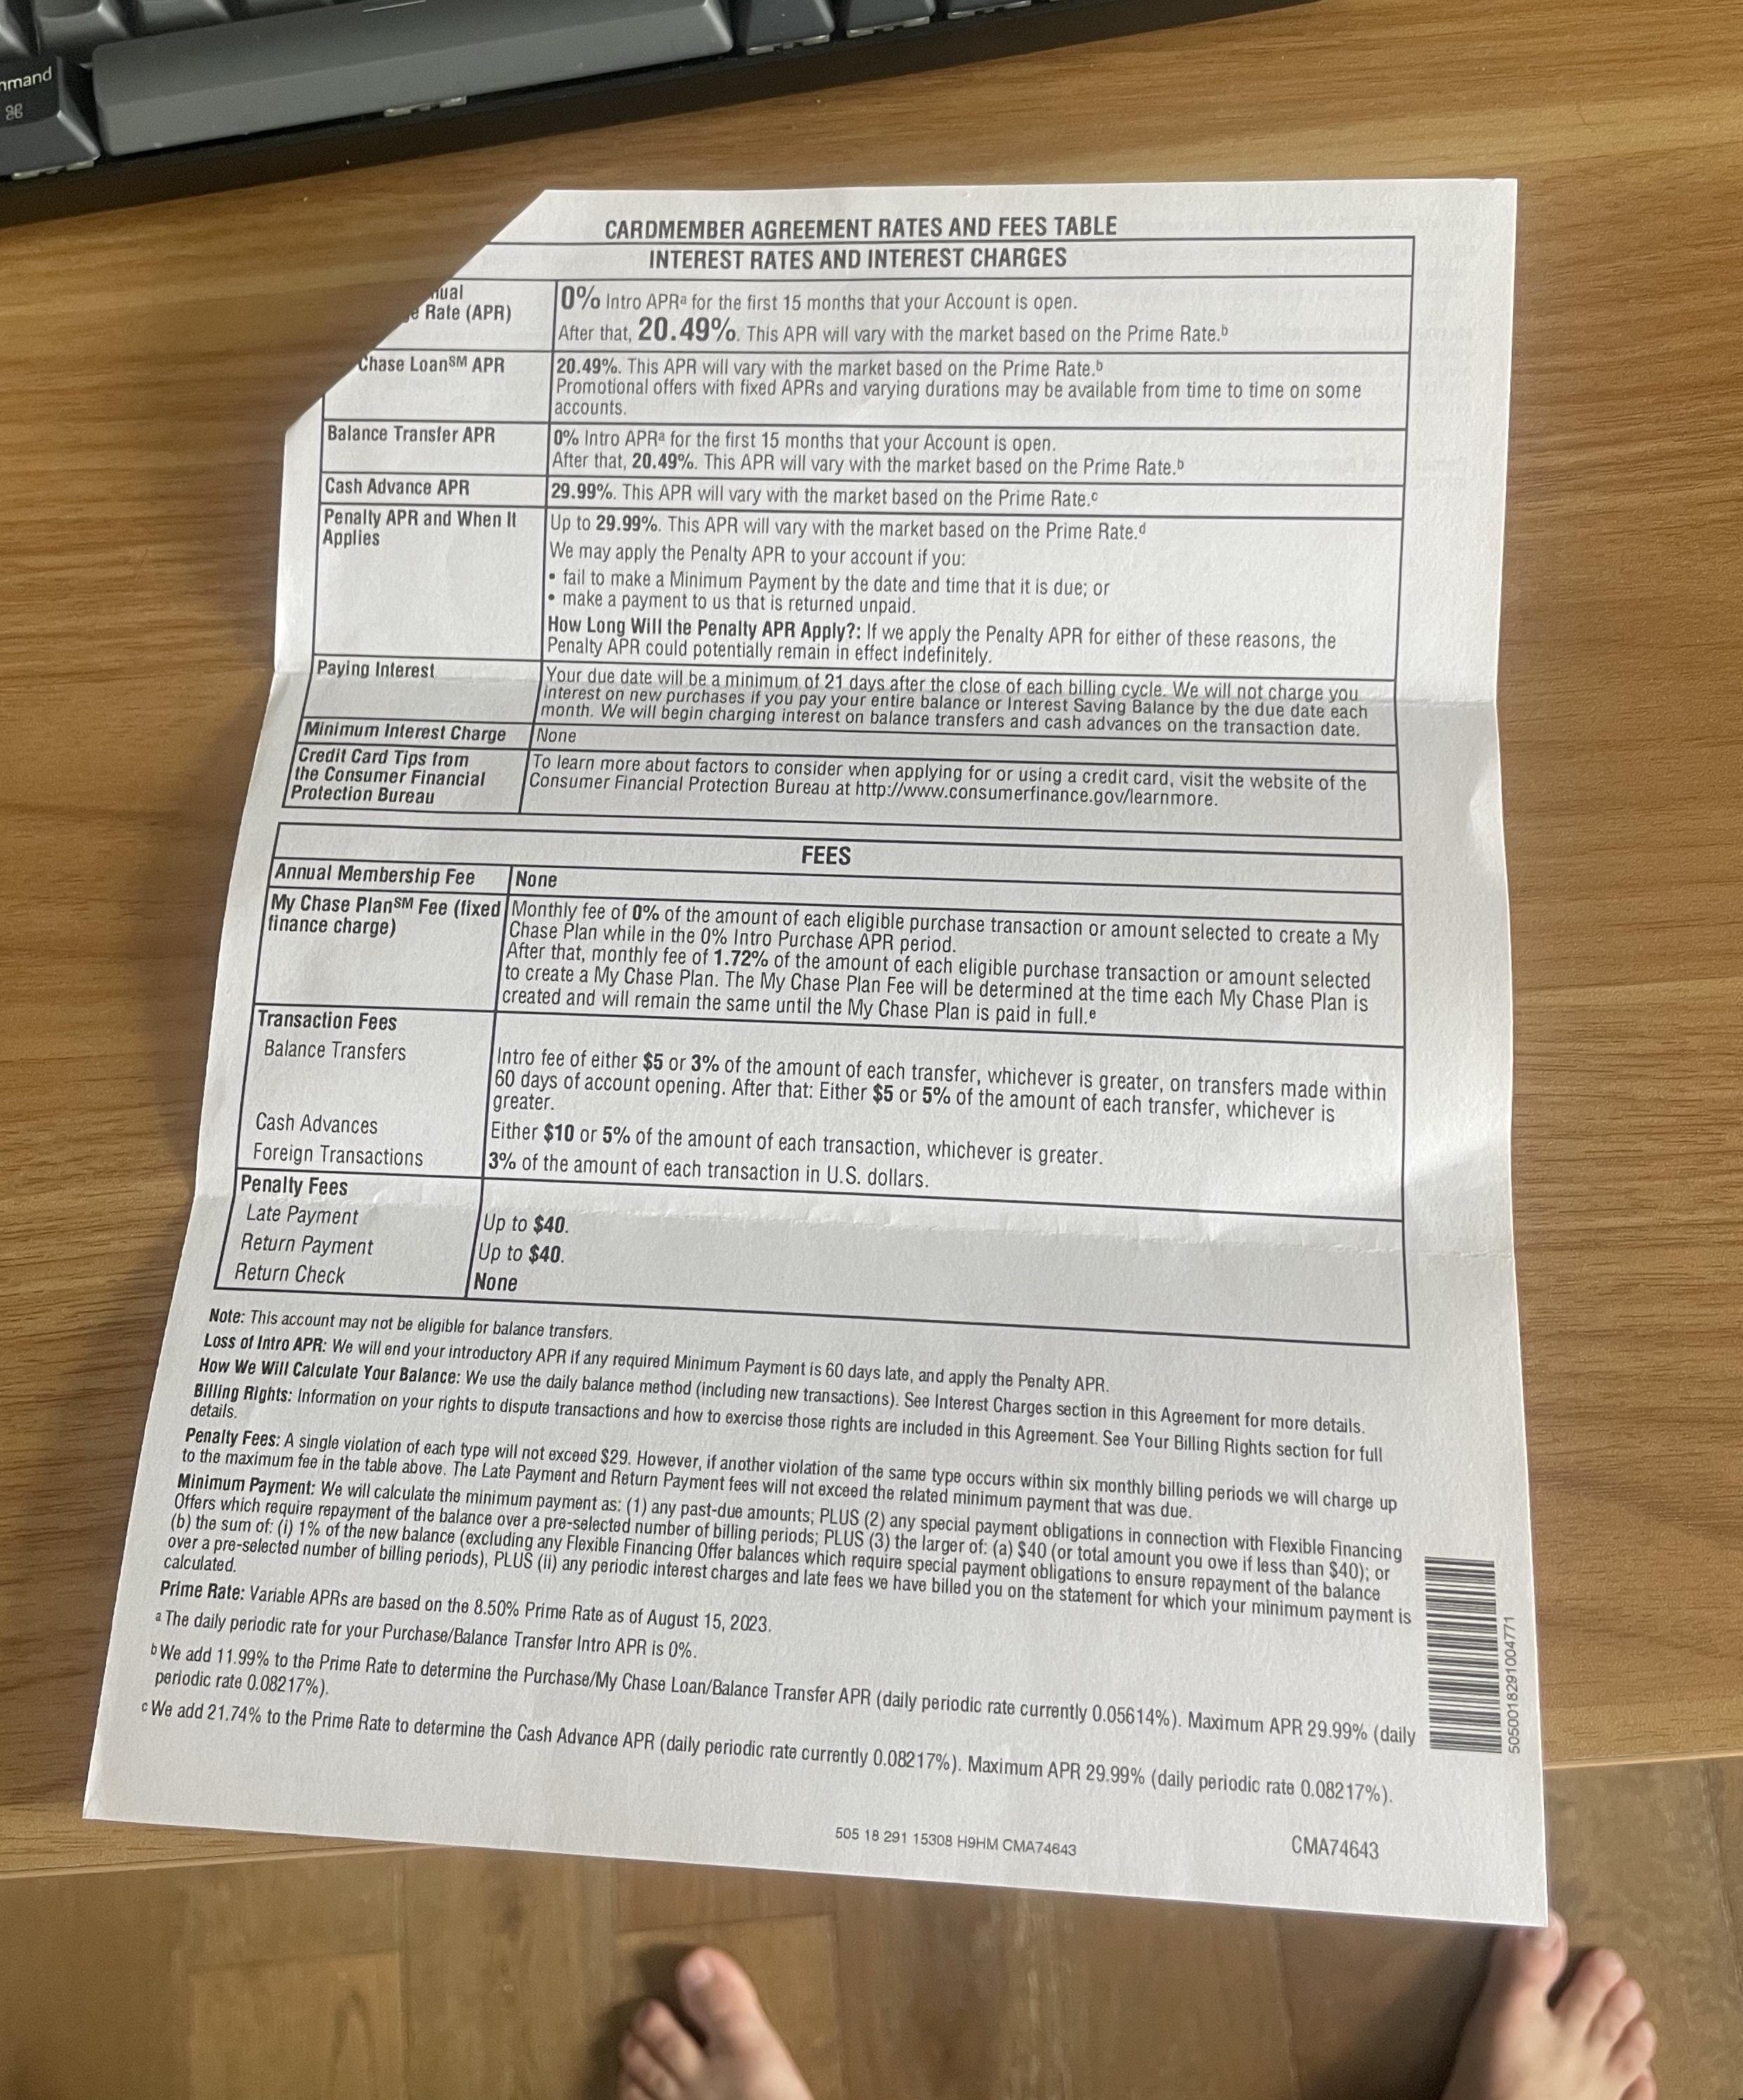 mmand
⌘
CARDMEMBER AGREEMENT RATES AND FEES TABLE
INTEREST RATES AND INTEREST CHARGES
Rate (APR)
0% Intro APRᵃ for the first 15 months that your Account is open.
After that, 20.49%. This APR will vary with the market based on the Prime Rate.ᵇ
Chase Loan℠ APR
20.49%. This APR will vary with the market based on the Prime Rate.ᵇ
Promotional offers with fixed APRs and varying durations may be available from time to time on some
accounts.
Balance Transfer APR
0% Intro APRᵃ for the first 15 months that your Account is open.
After that, 20.49%. This APR will vary with the market based on the Prime Rate.ᵇ
Cash Advance APR
29.99%. This APR will vary with the market based on the Prime Rate.ᶜ
Penalty APR and When It
Applies
Up to 29.99%. This APR will vary with the market based on the Prime Rate.ᵈ
We may apply the Penalty APR to your account if you:
• fail to make a Minimum Payment by the date and time that it is due; or
• make a payment to us that is returned unpaid.
How Long Will the Penalty APR Apply?: If we apply the Penalty APR for either of these reasons, the
Penalty APR could potentially remain in effect indefinitely.
Paying Interest
Your due date will be a minimum of 21 days after the close of each billing cycle. We will not charge you
interest on new purchases if you pay your entire balance or Interest Saving Balance by the due date each
month. We will begin charging interest on balance transfers and cash advances on the transaction date.
Minimum Interest Charge
None
Credit Card Tips from
the Consumer Financial
Protection Bureau
To learn more about factors to consider when applying for or using a credit card, visit the website of the
Consumer Financial Protection Bureau at http://www.consumerfinance.gov/learnmore.
FEES
Annual Membership Fee
None
My Chase Plan℠ Fee (fixed
finance charge)
Monthly fee of 0% of the amount of each eligible purchase transaction or amount selected to create a My
Chase Plan while in the 0% Intro Purchase APR period.
After that, monthly fee of 1.72% of the amount of each eligible purchase transaction or amount selected
to create a My Chase Plan. The My Chase Plan Fee will be determined at the time each My Chase Plan is
created and will remain the same until the My Chase Plan is paid in full.ᵉ
Transaction Fees
Balance Transfers
Intro fee of either $5 or 3% of the amount of each transfer, whichever is greater, on transfers made within
60 days of account opening. After that: Either $5 or 5% of the amount of each transfer, whichever is
greater.
Cash Advances
Either $10 or 5% of the amount of each transaction, whichever is greater.
Foreign Transactions
3% of the amount of each transaction in U.S. dollars.
Penalty Fees
Late Payment
Up to $40.
Return Payment
Up to $40.
Return Check
None
Note: This account may not be eligible for balance transfers.
Loss of Intro APR: We will end your introductory APR if any required Minimum Payment is 60 days late, and apply the Penalty APR.
How We Will Calculate Your Balance: We use the daily balance method (including new transactions). See Interest Charges section in this Agreement for more details.
Billing Rights: Information on your rights to dispute transactions and how to exercise those rights are included in this Agreement. See Your Billing Rights section for full
details.
Penalty Fees: A single violation of each type will not exceed $29. However, if another violation of the same type occurs within six monthly billing periods we will charge up
to the maximum fee in the table above. The Late Payment and Return Payment fees will not exceed the related minimum payment that was due.
Minimum Payment: We will calculate the minimum payment as: (1) any past-due amounts; PLUS (2) any special payment obligations in connection with Flexible Financing
Offers which require repayment of the balance over a pre-selected number of billing periods; PLUS (3) the larger of: (a) $40 (or total amount you owe if less than $40); or
(b) the sum of: (i) 1% of the new balance (excluding any Flexible Financing Offer balances which require special payment obligations to ensure repayment of the balance
over a pre-selected number of billing periods), PLUS (ii) any periodic interest charges and late fees we have billed you on the statement for which your minimum payment is
calculated.
Prime Rate: Variable APRs are based on the 8.50% Prime Rate as of August 15, 2023.
ᵃ The daily periodic rate for your Purchase/Balance Transfer Intro APR is 0%.
ᵇ We add 11.99% to the Prime Rate to determine the Purchase/My Chase Loan/Balance Transfer APR (daily periodic rate currently 0.05614%). Maximum APR 29.99% (daily
periodic rate 0.08217%).
ᶜ We add 21.74% to the Prime Rate to determine the Cash Advance APR (daily periodic rate currently 0.08217%). Maximum APR 29.99% (daily periodic rate 0.08217%).
505 18 291 15308 H9HM CMA74643
CMA74643
50500182910​04771